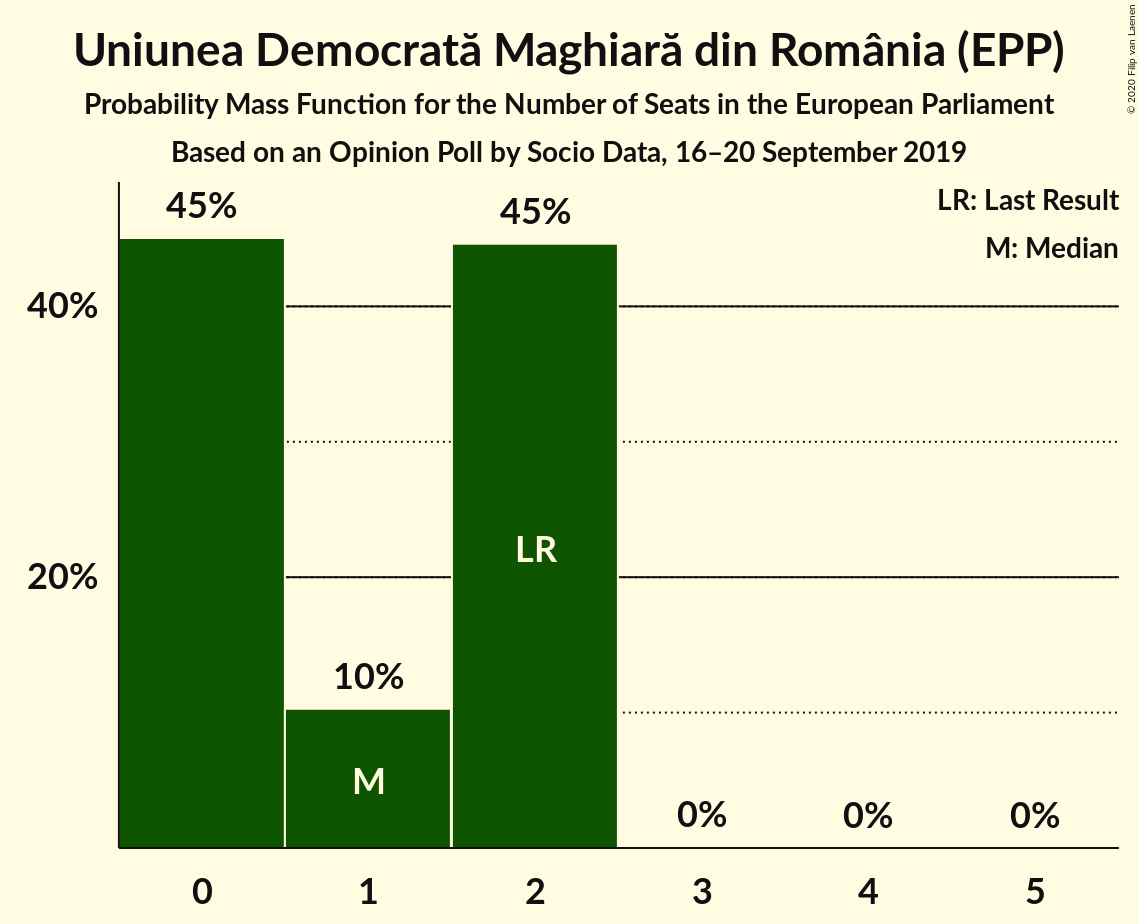 Uniunea Democrată Maghiară din România (EPP)
Probability Mass Function for the Number of Seats in the European Parliament
Based on an Opinion Poll by Socio Data, 16–20 September 2019
© 2020 Filip van Laenen
LR: Last Result
M: Median
45%
45%
40%
LR
20%
10%
M
0%
0%
0%
0
1
2
3
4
5